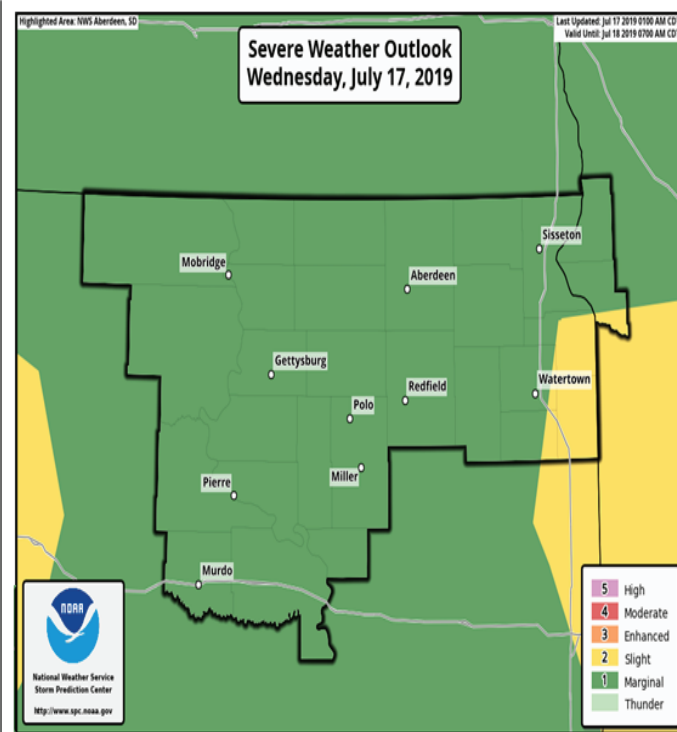 Highlighted Area: NWS Aberdeen, SD
Last Updated: Jul 17 2019 0100 AM CDT
Valid Until: Jul 18 2019 0700 AM CDT
Severe Weather Outlook
Wednesday, July 17, 2019
Sisseton
Mobridge
Aberdeen
Gettysburg
Watertown
Redfield
Polo
Miller
Pierre
Murdo
NOAA
National Weather Service
Storm Prediction Center
http://www.spc.noaa.gov
5 High
4 Moderate
3 Enhanced
2 Slight
1 Marginal
Thunder